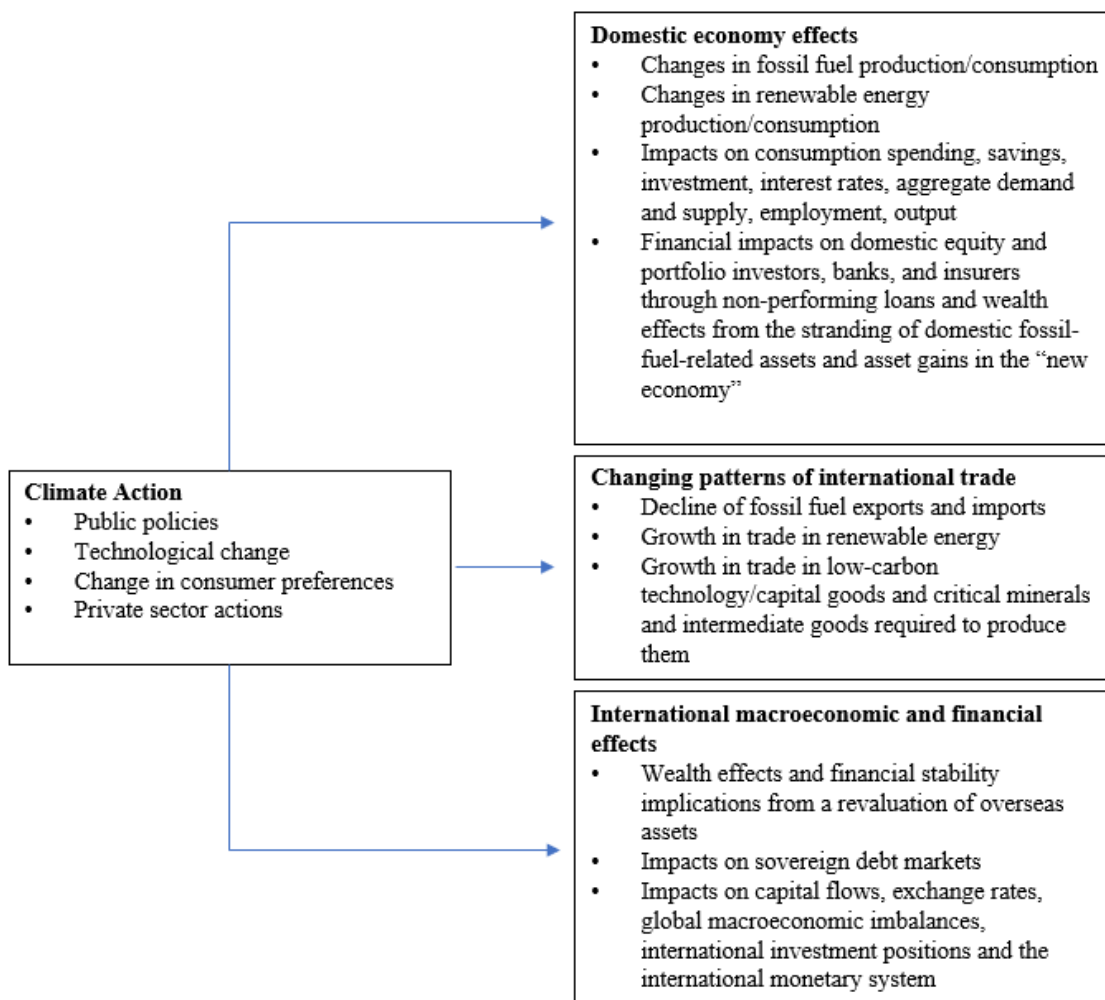 Domestic economy effects
• Changes in fossil fuel production/consumption
• Changes in renewable energy
production/consumption
• Impacts on consumption spending, savings,
investment, interest rates, aggregate demand
and supply, employment, output
• Financial impacts on domestic equity and
portfolio investors, banks, and insurers
through non-performing loans and wealth
effects from the stranding of domestic fossil-
fuel-related assets and asset gains in the “new
economy”
Climate Action
• Public policies
• Technological change
• Change in consumer preferences
• Private sector actions
Changing patterns of international trade
• Decline of fossil fuel exports and imports
• Growth in trade in renewable energy
• Growth in trade in low-carbon
technology/capital goods and critical minerals
and intermediate goods required to produce
them
International macroeconomic and financial
effects
• Wealth effects and financial stability
implications from a revaluation of overseas
assets
• Impacts on sovereign debt markets
• Impacts on capital flows, exchange rates,
global macroeconomic imbalances,
international investment positions and the
international monetary system